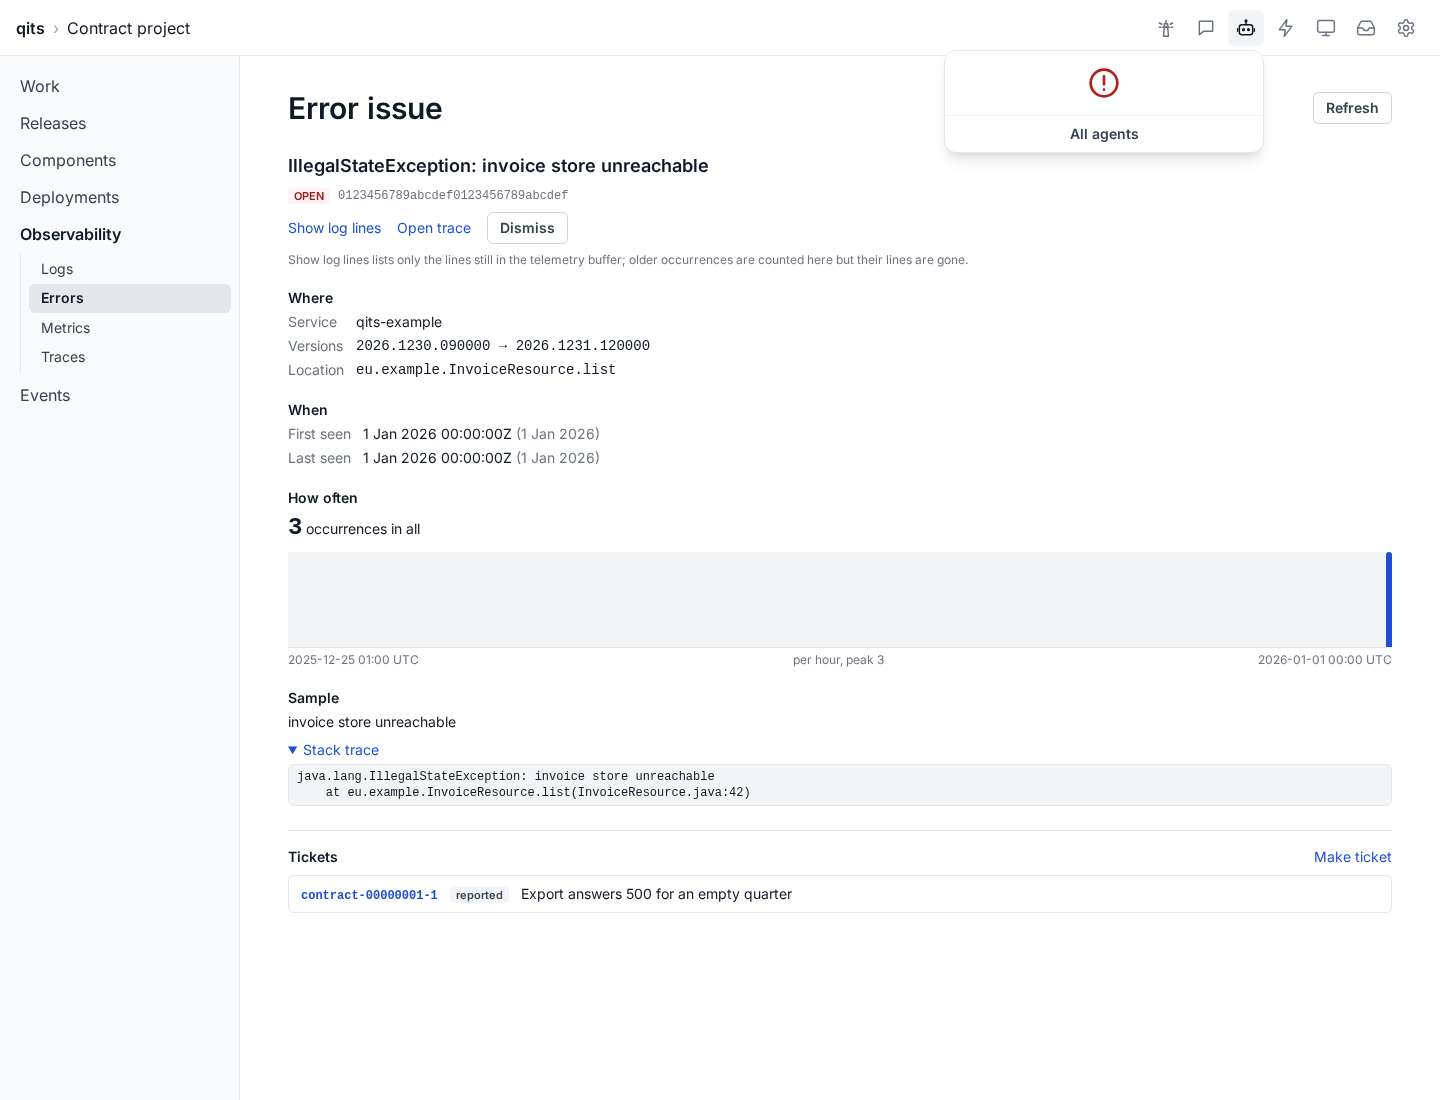 qits › Contract project
All agents
Work
Releases
Components
Deployments
Observability
Logs
Errors
Metrics
Traces
Events
Error issue
Refresh
IllegalStateException: invoice store unreachable
OPEN 0123456789abcdef0123456789abcdef
Show log lines Open trace Dismiss
Show log lines lists only the lines still in the telemetry buffer; older occurrences are counted here but their lines are gone.
Where
Service qits-example
Versions 2026.1230.090000 → 2026.1231.120000
Location eu.example.InvoiceResource.list
When
First seen 1 Jan 2026 00:00:00Z (1 Jan 2026)
Last seen 1 Jan 2026 00:00:00Z (1 Jan 2026)
How often
3 occurrences in all
2025-12-25 01:00 UTC per hour, peak 3 2026-01-01 00:00 UTC
Sample
invoice store unreachable
▼ Stack trace
java.lang.IllegalStateException: invoice store unreachable
    at eu.example.InvoiceResource.list(InvoiceResource.java:42)
Tickets Make ticket
contract-00000001-1 reported Export answers 500 for an empty quarter